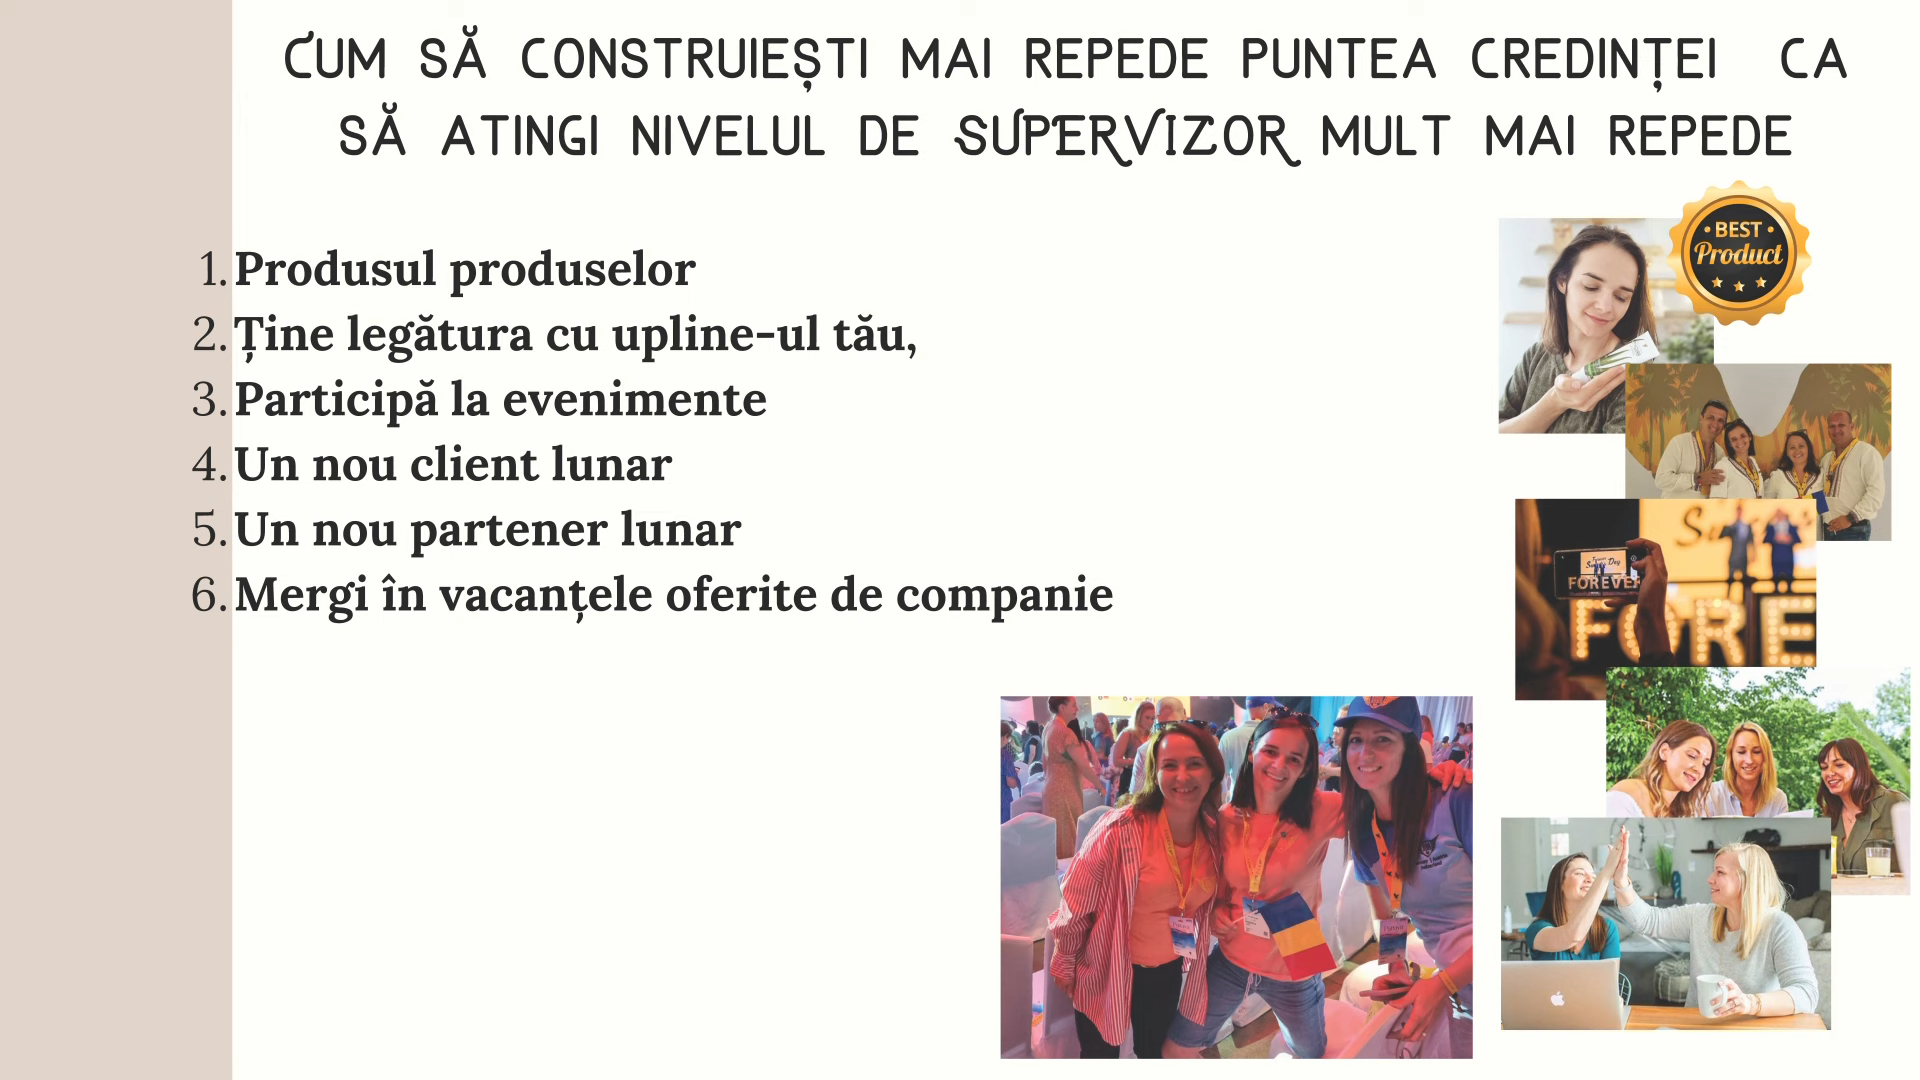 CUM SĂ CONSTRUIEȘTI MAI REPEDE PUNTEA CREDINȚEI CA
SĂ ATINGI NIVELUL DE SUPERVIZOR MULT MAI REPEDE
1. Produsul produselor
2. Ține legătura cu upline-ul tău,
3. Participă la evenimente
4. Un nou client lunar
5. Un nou partener lunar
6. Mergi în vacanțele oferite de companie
BEST
Product
FOREVER
FORE